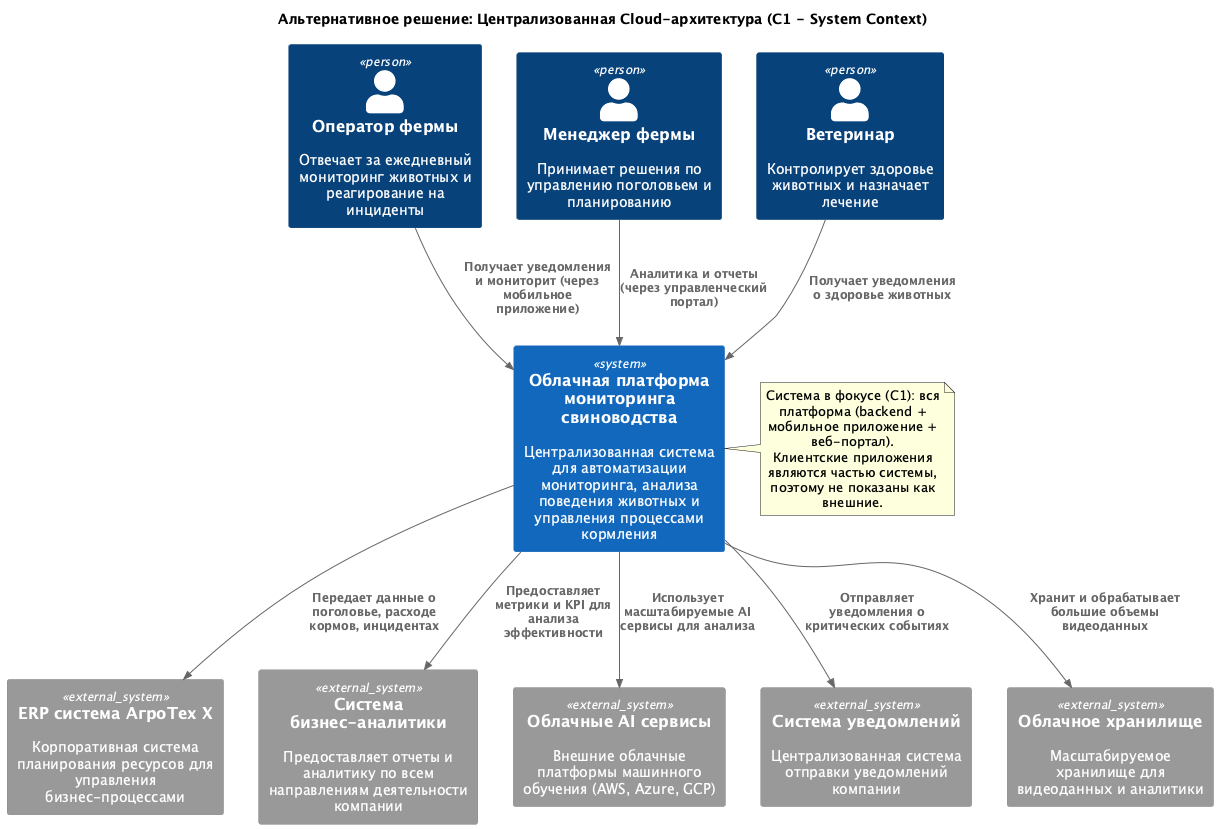 Альтернативное решение: Централизованная Cloud-архитектура (C1 - System Context)
«person»
Оператор фермы
Отвечает за ежедневный
мониторинг животных и
реагирование на
инциденты
«person»
Менеджер фермы
Принимает решения по
управлению поголовьем и
планированию
«person»
Ветеринар
Контролирует здоровье
животных и назначает
лечение
Получает уведомления
и мониторит (через
мобильное
приложение)
Аналитика и отчеты
(через управленческий
портал)
Получает уведомления
о здоровье животных
«system»
Облачная платформа
мониторинга
свиноводства
Централизованная система
для автоматизации
мониторинга, анализа
поведения животных и
управления процессами
кормления
Система в фокусе (C1): вся
платформа (backend +
мобильное приложение +
веб-портал).
Клиентские приложения
являются частью системы,
поэтому не показаны как
внешние.
Передает данные о
поголовье, расходе
кормов, инцидентах
Предоставляет
метрики и KPI для
анализа
эффективности
Использует
масштабируемые AI
сервисы для анализа
Отправляет
уведомления о
критических событиях
Хранит и обрабатывает
большие объемы
видеоданных
«external_system»
ERP система АгроТех X
Корпоративная система
планирования ресурсов для
управления
бизнес-процессами
«external_system»
Система
бизнес-аналитики
Предоставляет отчеты и
аналитику по всем
направлениям деятельности
компании
«external_system»
Облачные AI сервисы
Внешние облачные
платформы машинного
обучения (AWS, Azure, GCP)
«external_system»
Система уведомлений
Централизованная система
отправки уведомлений
компании
«external_system»
Облачное хранилище
Масштабируемое
хранилище для
видеоданных и аналитики